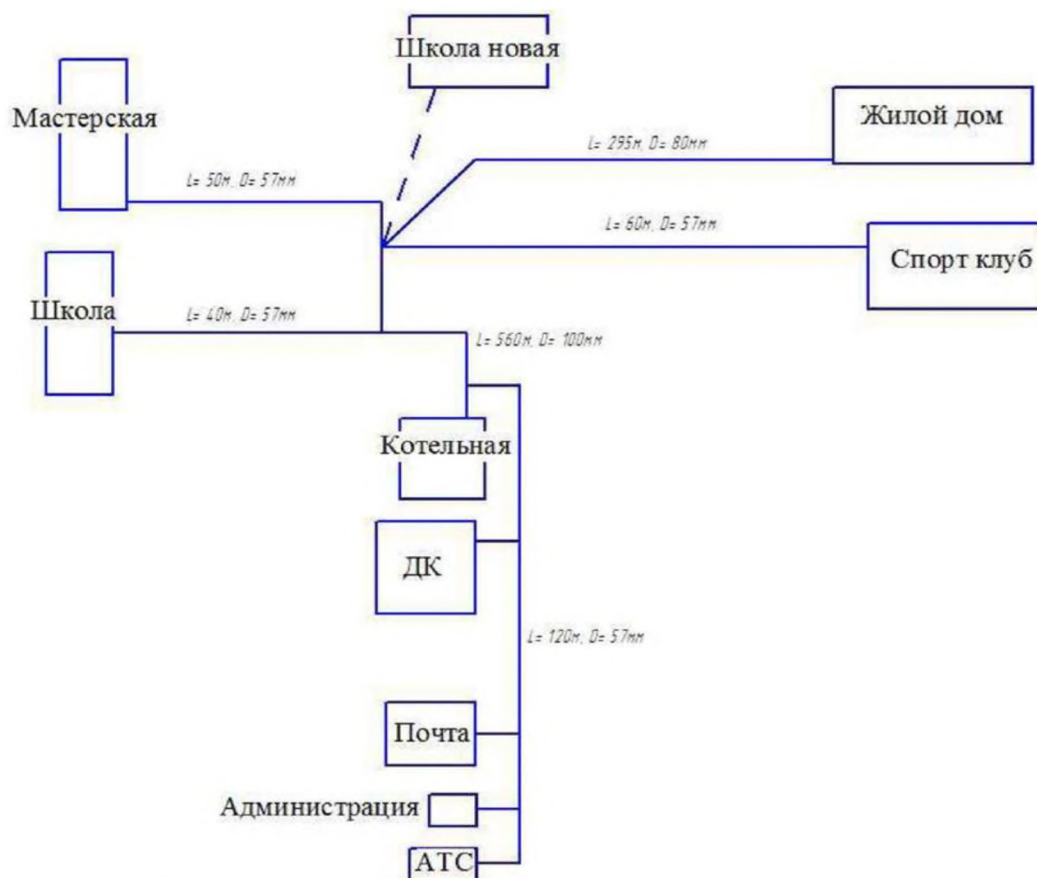 Школа новая
Мастерская
Жилой дом
L= 295м, D= 80мм
L= 50м, D= 57мм
L= 60м, D= 57мм
Спорт клуб
Школа
L= 40м, D= 57мм
L= 560м, D= 100мм
Котельная
ДК
L= 120м, D= 57мм
Почта
Администрация
АТС